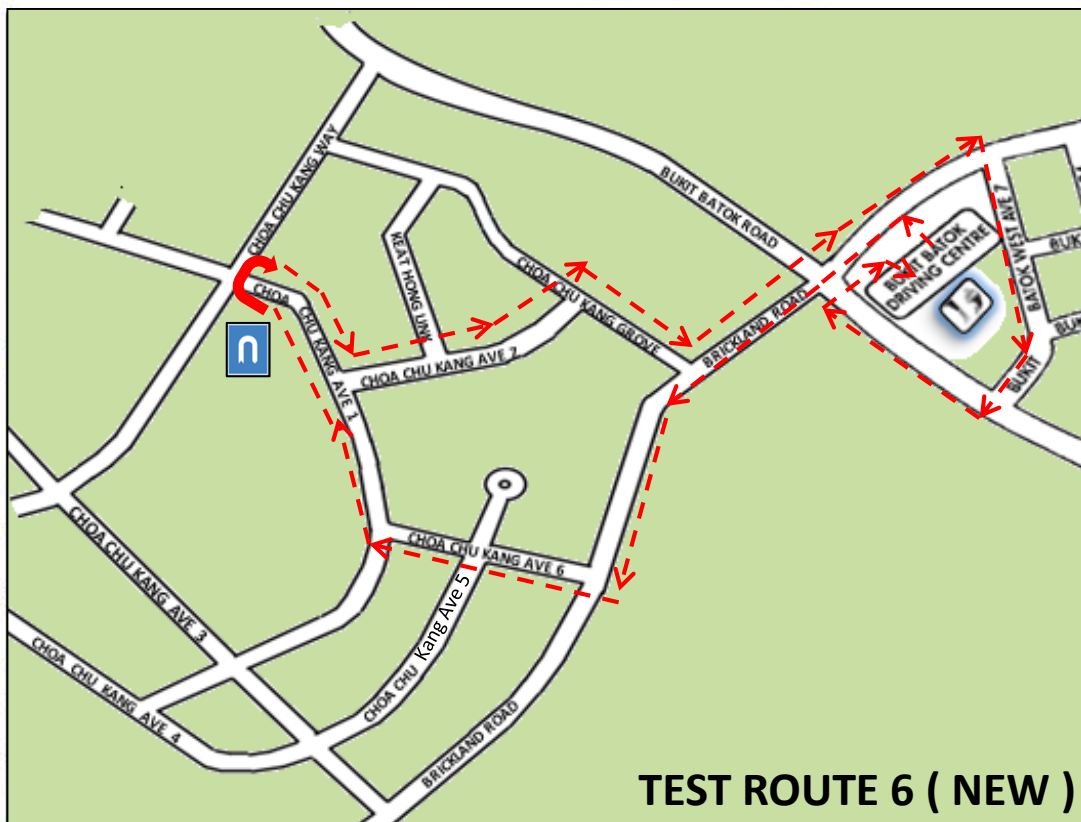 CHOA CHU KANG WAY
BUKIT BATOK ROAD
BATOK WEST AVE 7
BUKIT BATOK
DRIVING CENTRE
KEAT HONG LINK
CHOA CHU KANG GROVE
BRICKLAND ROAD
CHOA CHU KANG AVE 1
CHOA CHU KANG AVE 7
BUKIT
CHOA CHU KANG AVE 6
CHOA CHU KANG AVE 3
CHOA CHU Kang Ave 5
CHOA CHU KANG AVE 4
BRICKLAND ROAD
TEST ROUTE 6 ( NEW )